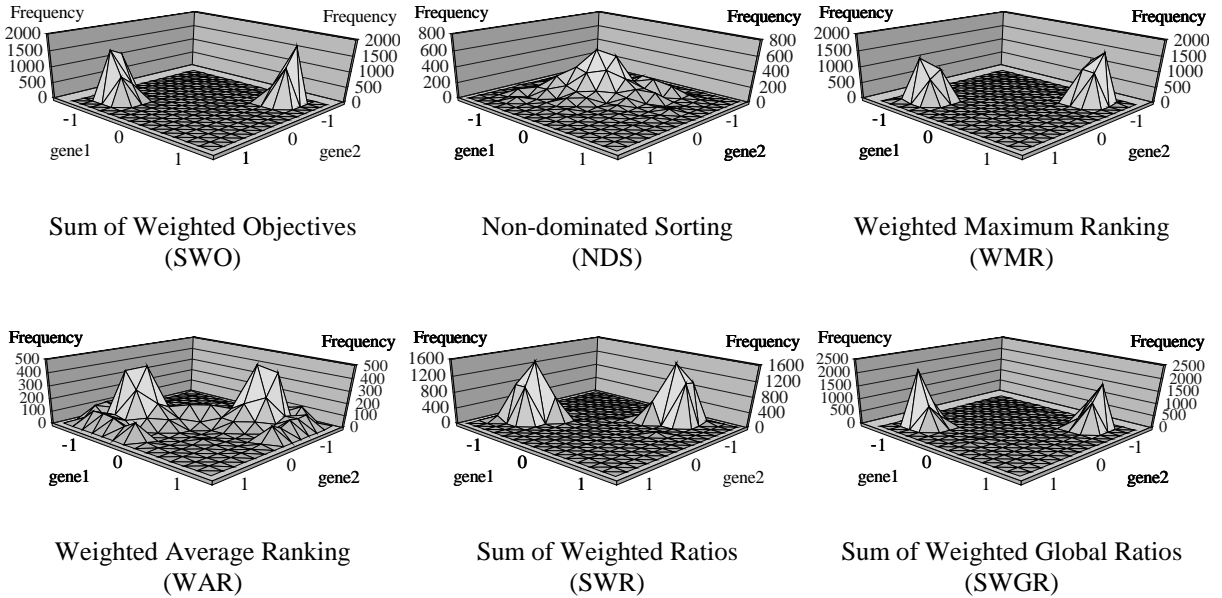 Frequency Frequency
2000 2000
1500 1500
1000 1000
500 500
0 0
-1 -1
0 0
1 1
gene1 gene2
Sum of Weighted Objectives
(SWO)
Frequency Frequency
800 800
600 600
400 400
200 200
0 0
-1 -1
0 0
1 1
gene1 gene2
Non-dominated Sorting
(NDS)
Frequency Frequency
2000 2000
1500 1500
1000 1000
500 500
0 0
-1 -1
0 0
1 1
gene1 gene2
Weighted Maximum Ranking
(WMR)
Frequency Frequency
500 500
400 400
300 300
200 200
100 100
0 0
-1 -1
0 0
1 1
gene1 gene2
Weighted Average Ranking
(WAR)
Frequency Frequency
1600 1600
1200 1200
800 800
400 400
0 0
-1 -1
0 0
1 1
gene1 gene2
Sum of Weighted Ratios
(SWR)
Frequency Frequency
2500 2500
2000 2000
1500 1500
1000 1000
500 500
0 0
-1 -1
0 0
1 1
gene1 gene2
Sum of Weighted Global Ratios
(SWGR)